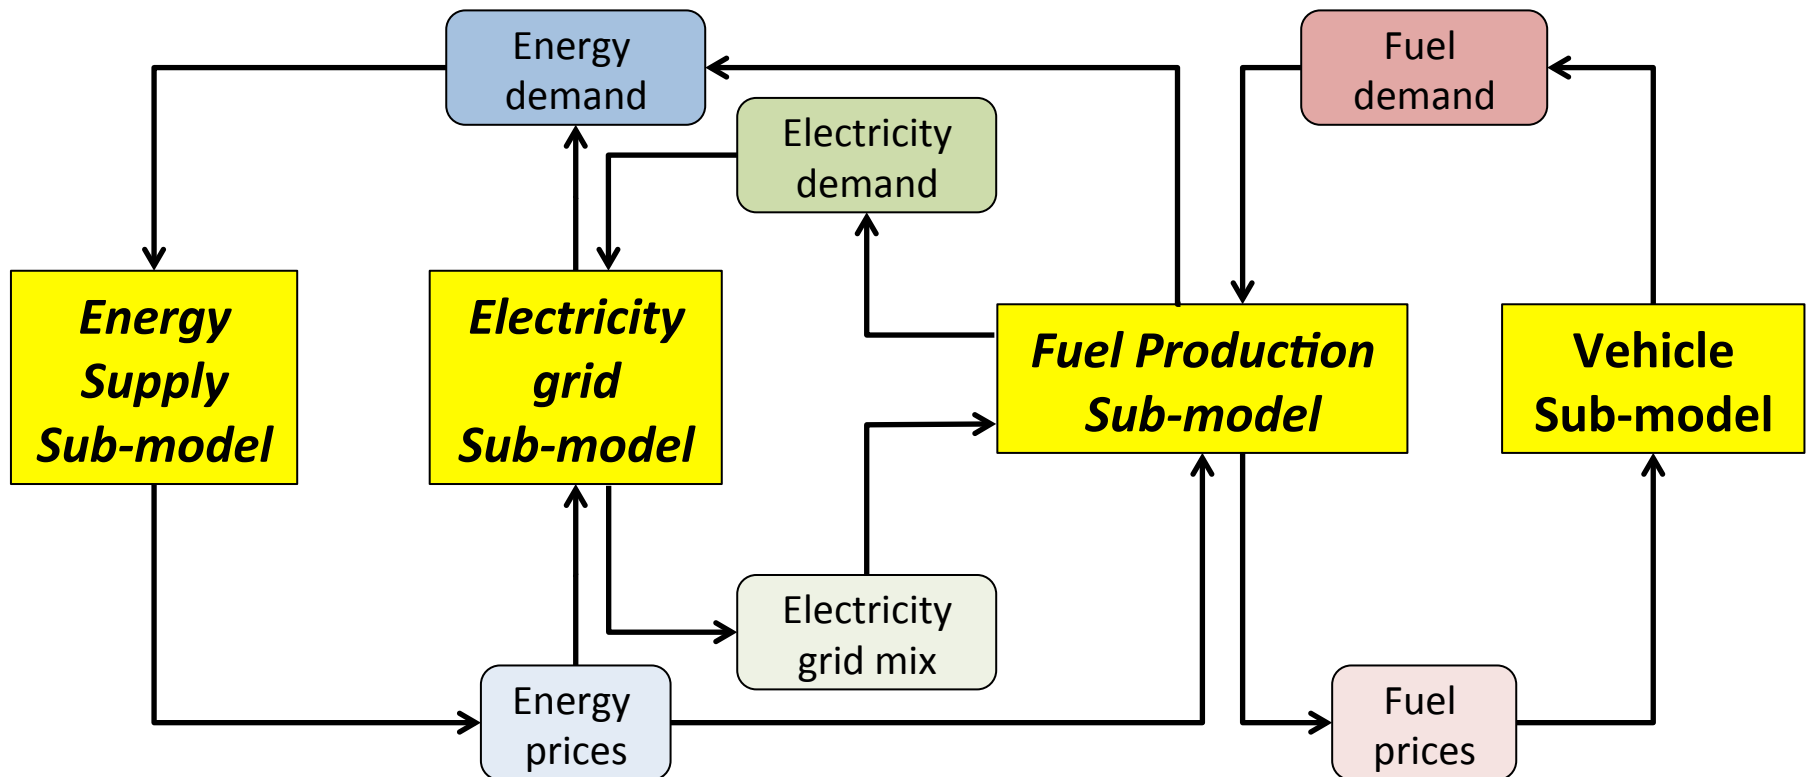 Energy
demand
Fuel
demand
Electricity
demand
Energy
Supply
Sub-model
Electricity
grid
Sub-model
Fuel Production
Sub-model
Vehicle
Sub-model
Electricity
grid mix
Energy
prices
Fuel
prices